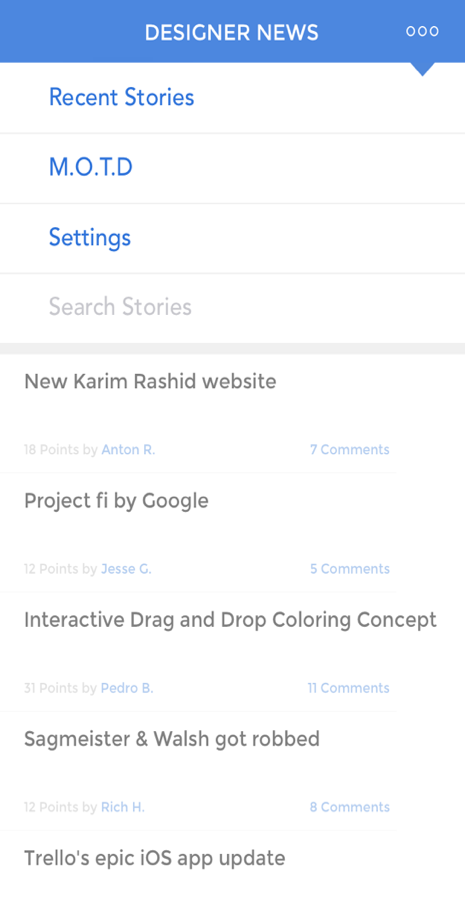 DESIGNER NEWS
Recent Stories
M.O.T.D
Settings
Search Stories
New Karim Rashid website
18 Points by Anton R. 7 Comments
Project fi by Google
12 Points by Jesse G. 5 Comments
Interactive Drag and Drop Coloring Concept
31 Points by Pedro B. 11 Comments
Sagmeister & Walsh got robbed
12 Points by Rich H. 8 Comments
Trello's epic iOS app update